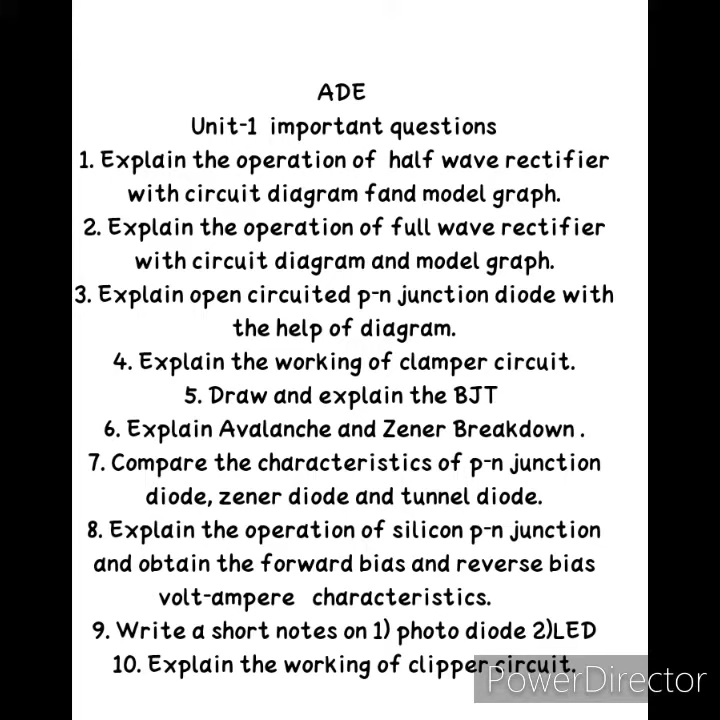 ADE
Unit-1 important questions
1. Explain the operation of half wave rectifier
with circuit diagram fand model graph.
2. Explain the operation of full wave rectifier
with circuit diagram and model graph.
3. Explain open circuited p-n junction diode with
the help of diagram.
4. Explain the working of clamper circuit.
5. Draw and explain the BJT
6. Explain Avalanche and Zener Breakdown .
7. Compare the characteristics of p-n junction
diode, zener diode and tunnel diode.
8. Explain the operation of silicon p-n junction
and obtain the forward bias and reverse bias
volt-ampere characteristics.
9. Write a short notes on 1) photo diode 2)LED
10. Explain the working of clipper circuit.
PowerDirector